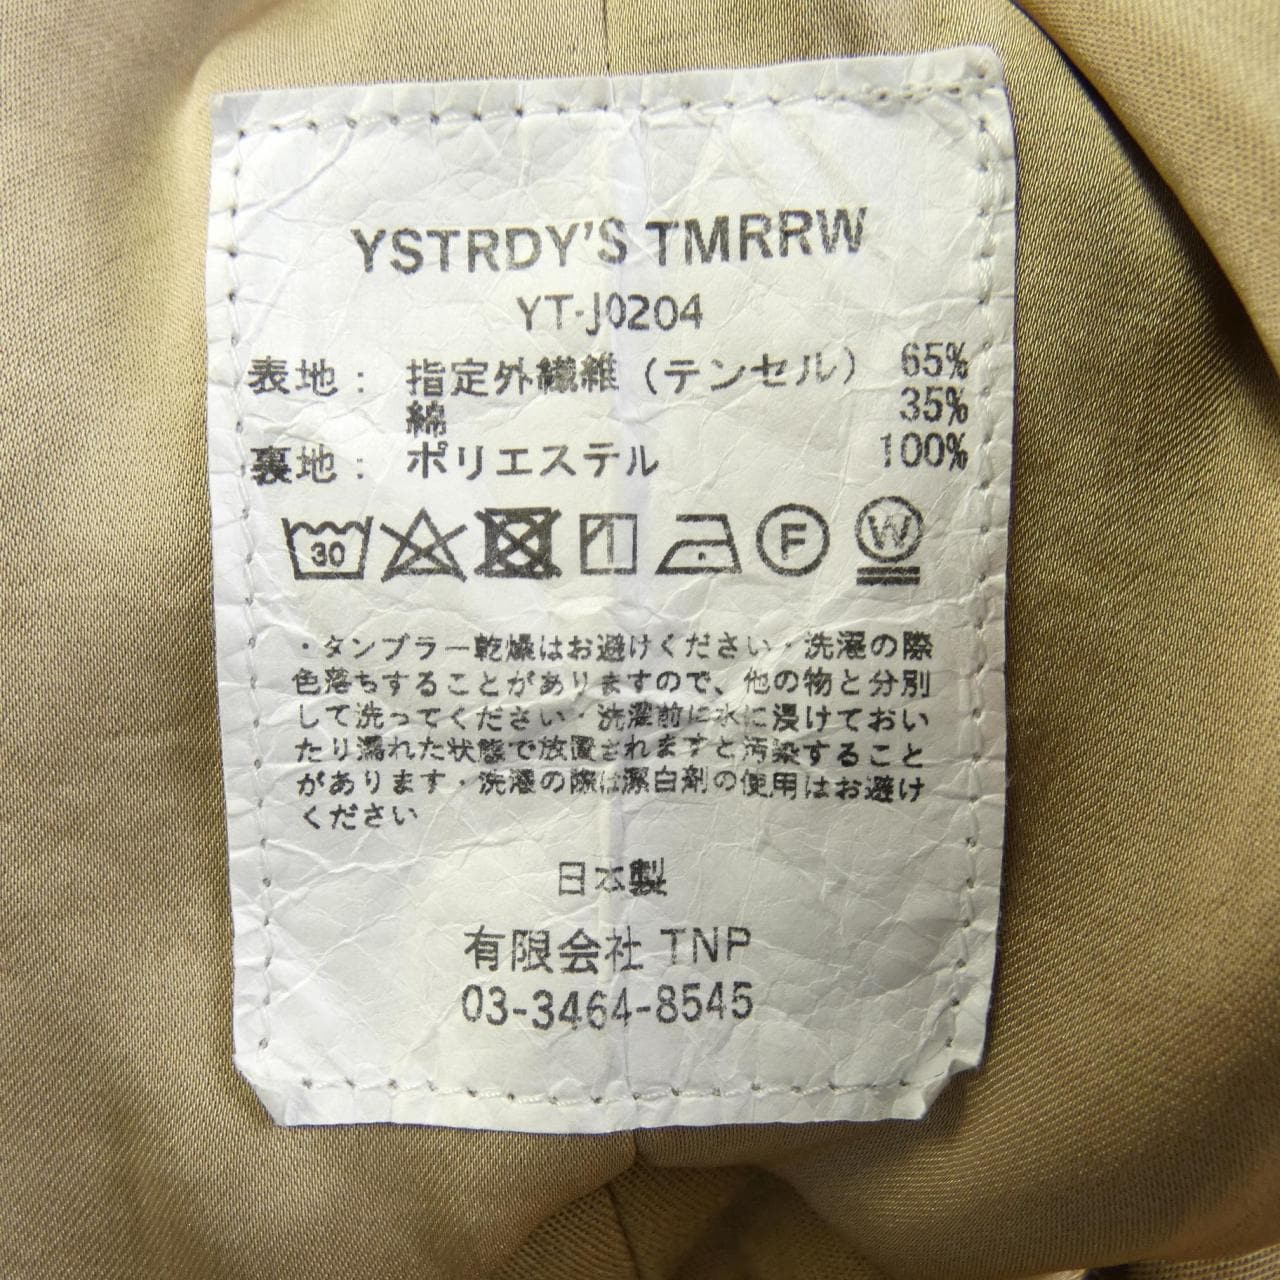 YSTRDY'S TMRRW
YT-J0204
表地： 指定外繊維（テンセル） 65%
綿 35%
裏地： ポリエステル 100%
30 F W
・タンブラー乾燥はお避けください・洗濯の際
色落ちすることがありますので、他の物と分別
して洗ってください・洗濯前に水に浸けておい
たり濡れた状態で放置されますと汚染すること
があります・洗濯の際は漂白剤の使用はお避け
ください
日本製
有限会社 TNP
03-3464-8545